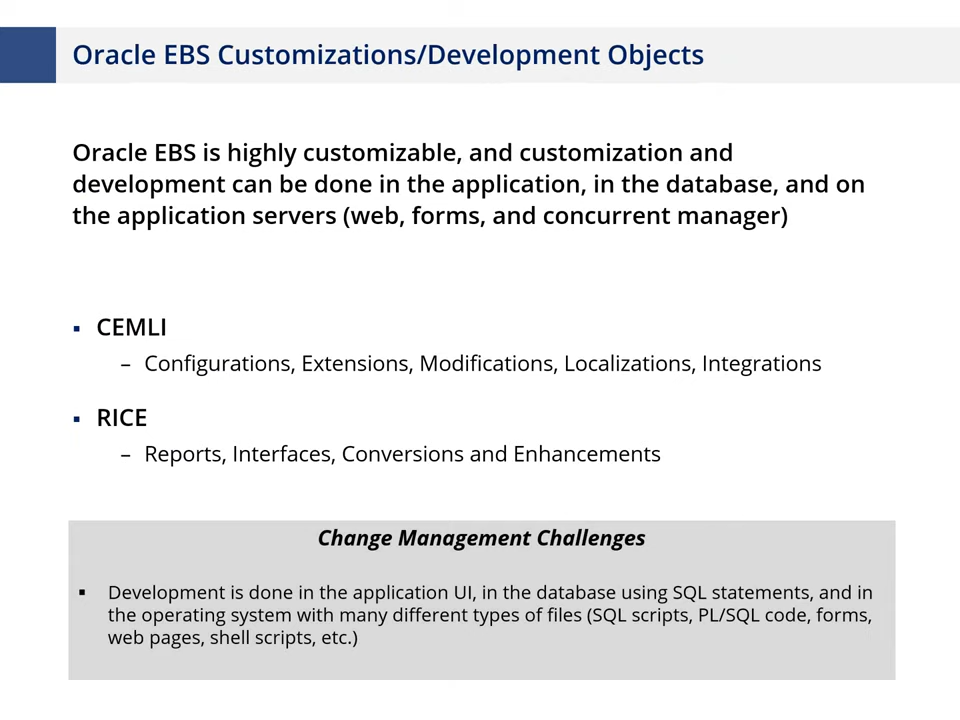 Oracle EBS Customizations/Development Objects
Oracle EBS is highly customizable, and customization and
development can be done in the application, in the database, and on
the application servers (web, forms, and concurrent manager)
▪ CEMLI
– Configurations, Extensions, Modifications, Localizations, Integrations
▪ RICE
– Reports, Interfaces, Conversions and Enhancements
Change Management Challenges
▪ Development is done in the application UI, in the database using SQL statements, and in
the operating system with many different types of files (SQL scripts, PL/SQL code, forms,
web pages, shell scripts, etc.)